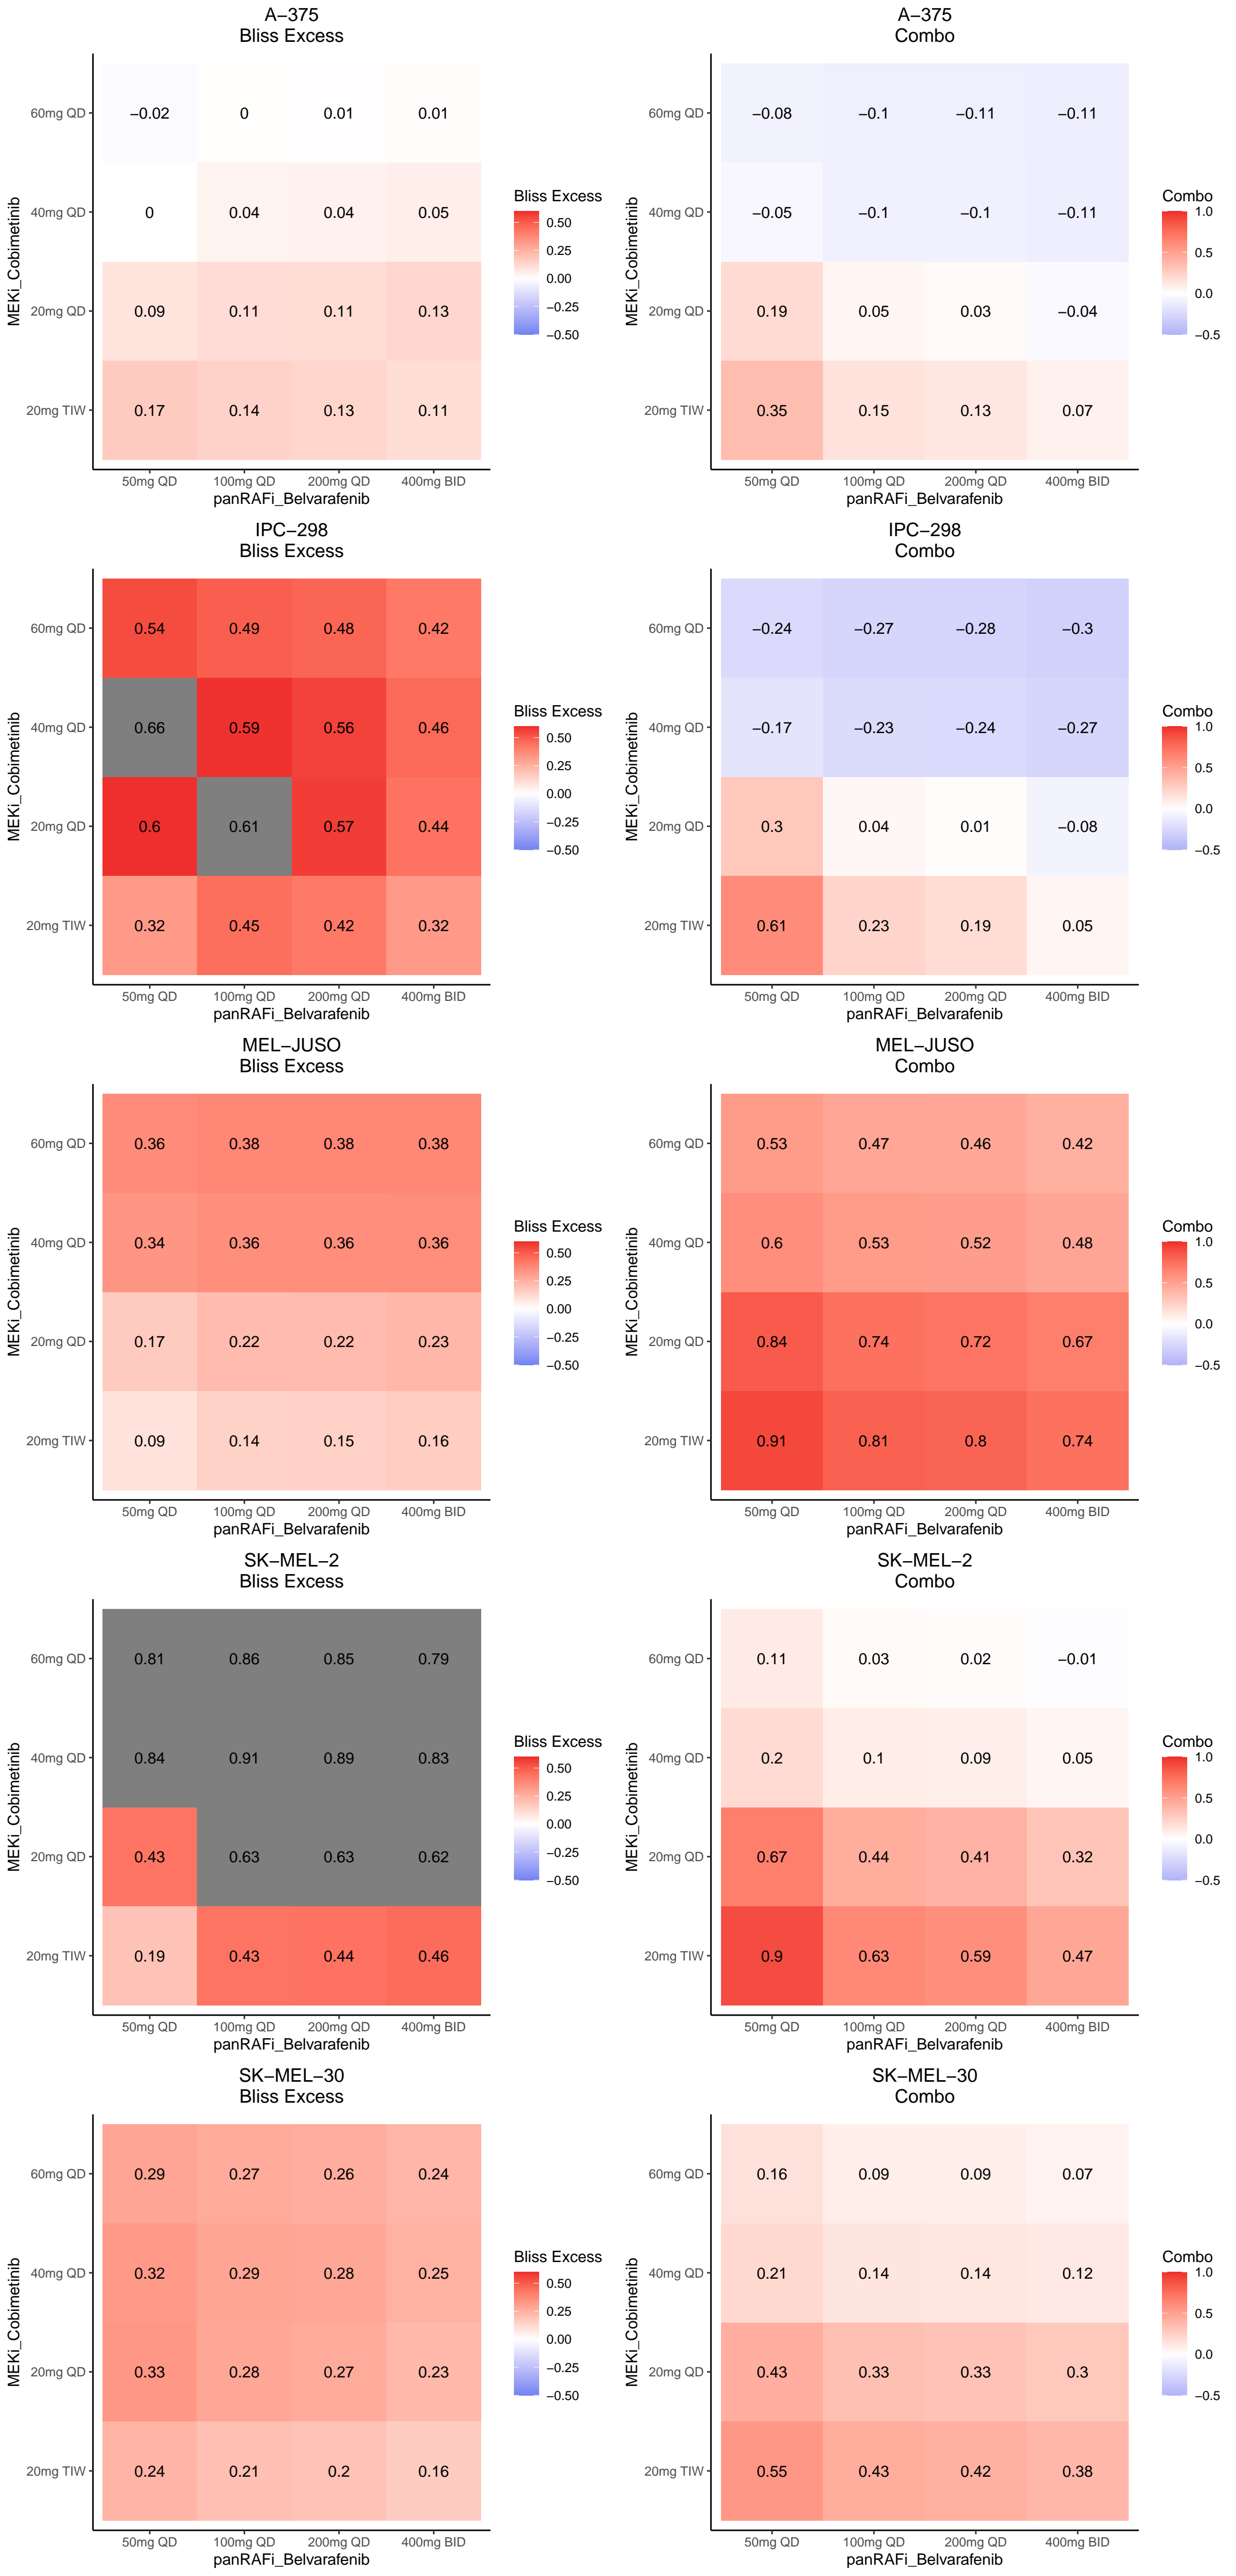 A−375
Bliss Excess
60mg QD
−0.02
0
0.01
0.01
40mg QD
0
0.04
0.04
0.05
20mg QD
0.09
0.11
0.11
0.13
20mg TIW
0.17
0.14
0.13
0.11
50mg QD
100mg QD
200mg QD
400mg BID
panRAFi_Belvarafenib
MEKi_Cobimetinib
Bliss Excess
0.50
0.25
0.00
−0.25
−0.50
A−375
Combo
60mg QD
−0.08
−0.1
−0.11
−0.11
40mg QD
−0.05
−0.1
−0.1
−0.11
20mg QD
0.19
0.05
0.03
−0.04
20mg TIW
0.35
0.15
0.13
0.07
50mg QD
100mg QD
200mg QD
400mg BID
panRAFi_Belvarafenib
MEKi_Cobimetinib
Combo
1.0
0.5
0.0
−0.5
IPC−298
Bliss Excess
60mg QD
0.54
0.49
0.48
0.42
40mg QD
0.66
0.59
0.56
0.46
20mg QD
0.6
0.61
0.57
0.44
20mg TIW
0.32
0.45
0.42
0.32
50mg QD
100mg QD
200mg QD
400mg BID
panRAFi_Belvarafenib
MEKi_Cobimetinib
Bliss Excess
0.50
0.25
0.00
−0.25
−0.50
IPC−298
Combo
60mg QD
−0.24
−0.27
−0.28
−0.3
40mg QD
−0.17
−0.23
−0.24
−0.27
20mg QD
0.3
0.04
0.01
−0.08
20mg TIW
0.61
0.23
0.19
0.05
50mg QD
100mg QD
200mg QD
400mg BID
panRAFi_Belvarafenib
MEKi_Cobimetinib
Combo
1.0
0.5
0.0
−0.5
MEL−JUSO
Bliss Excess
60mg QD
0.36
0.38
0.38
0.38
40mg QD
0.34
0.36
0.36
0.36
20mg QD
0.17
0.22
0.22
0.23
20mg TIW
0.09
0.14
0.15
0.16
50mg QD
100mg QD
200mg QD
400mg BID
panRAFi_Belvarafenib
MEKi_Cobimetinib
Bliss Excess
0.50
0.25
0.00
−0.25
−0.50
MEL−JUSO
Combo
60mg QD
0.53
0.47
0.46
0.42
40mg QD
0.6
0.53
0.52
0.48
20mg QD
0.84
0.74
0.72
0.67
20mg TIW
0.91
0.81
0.8
0.74
50mg QD
100mg QD
200mg QD
400mg BID
panRAFi_Belvarafenib
MEKi_Cobimetinib
Combo
1.0
0.5
0.0
−0.5
SK−MEL−2
Bliss Excess
60mg QD
0.81
0.86
0.85
0.79
40mg QD
0.84
0.91
0.89
0.83
20mg QD
0.43
0.63
0.63
0.62
20mg TIW
0.19
0.43
0.44
0.46
50mg QD
100mg QD
200mg QD
400mg BID
panRAFi_Belvarafenib
MEKi_Cobimetinib
Bliss Excess
0.50
0.25
0.00
−0.25
−0.50
SK−MEL−2
Combo
60mg QD
0.11
0.03
0.02
−0.01
40mg QD
0.2
0.1
0.09
0.05
20mg QD
0.67
0.44
0.41
0.32
20mg TIW
0.9
0.63
0.59
0.47
50mg QD
100mg QD
200mg QD
400mg BID
panRAFi_Belvarafenib
MEKi_Cobimetinib
Combo
1.0
0.5
0.0
−0.5
SK−MEL−30
Bliss Excess
60mg QD
0.29
0.27
0.26
0.24
40mg QD
0.32
0.29
0.28
0.25
20mg QD
0.33
0.28
0.27
0.23
20mg TIW
0.24
0.21
0.2
0.16
50mg QD
100mg QD
200mg QD
400mg BID
panRAFi_Belvarafenib
MEKi_Cobimetinib
Bliss Excess
0.50
0.25
0.00
−0.25
−0.50
SK−MEL−30
Combo
60mg QD
0.16
0.09
0.09
0.07
40mg QD
0.21
0.14
0.14
0.12
20mg QD
0.43
0.33
0.33
0.3
20mg TIW
0.55
0.43
0.42
0.38
50mg QD
100mg QD
200mg QD
400mg BID
panRAFi_Belvarafenib
MEKi_Cobimetinib
Combo
1.0
0.5
0.0
−0.5